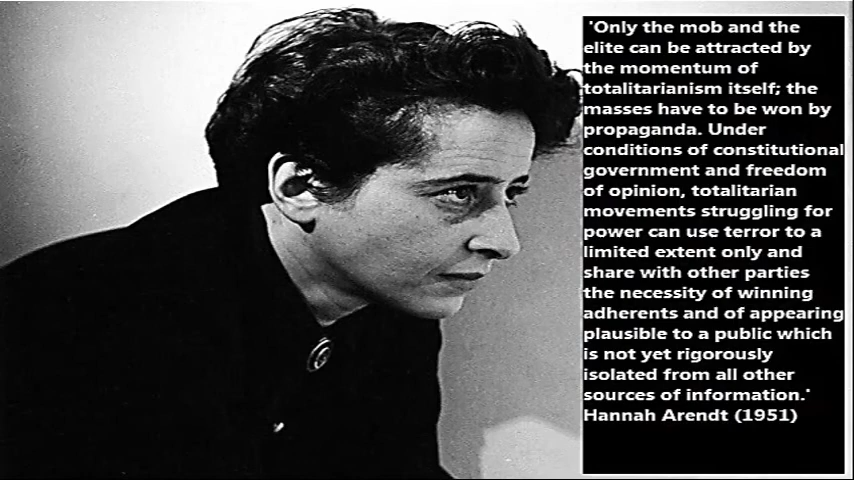 'Only the mob and the
elite can be attracted by
the momentum of
totalitarianism itself; the
masses have to be won by
propaganda. Under
conditions of constitutional
government and freedom
of opinion, totalitarian
movements struggling for
power can use terror to a
limited extent only and
share with other parties
the necessity of winning
adherents and of appearing
plausible to a public which
is not yet rigorously
isolated from all other
sources of information.'
Hannah Arendt (1951)